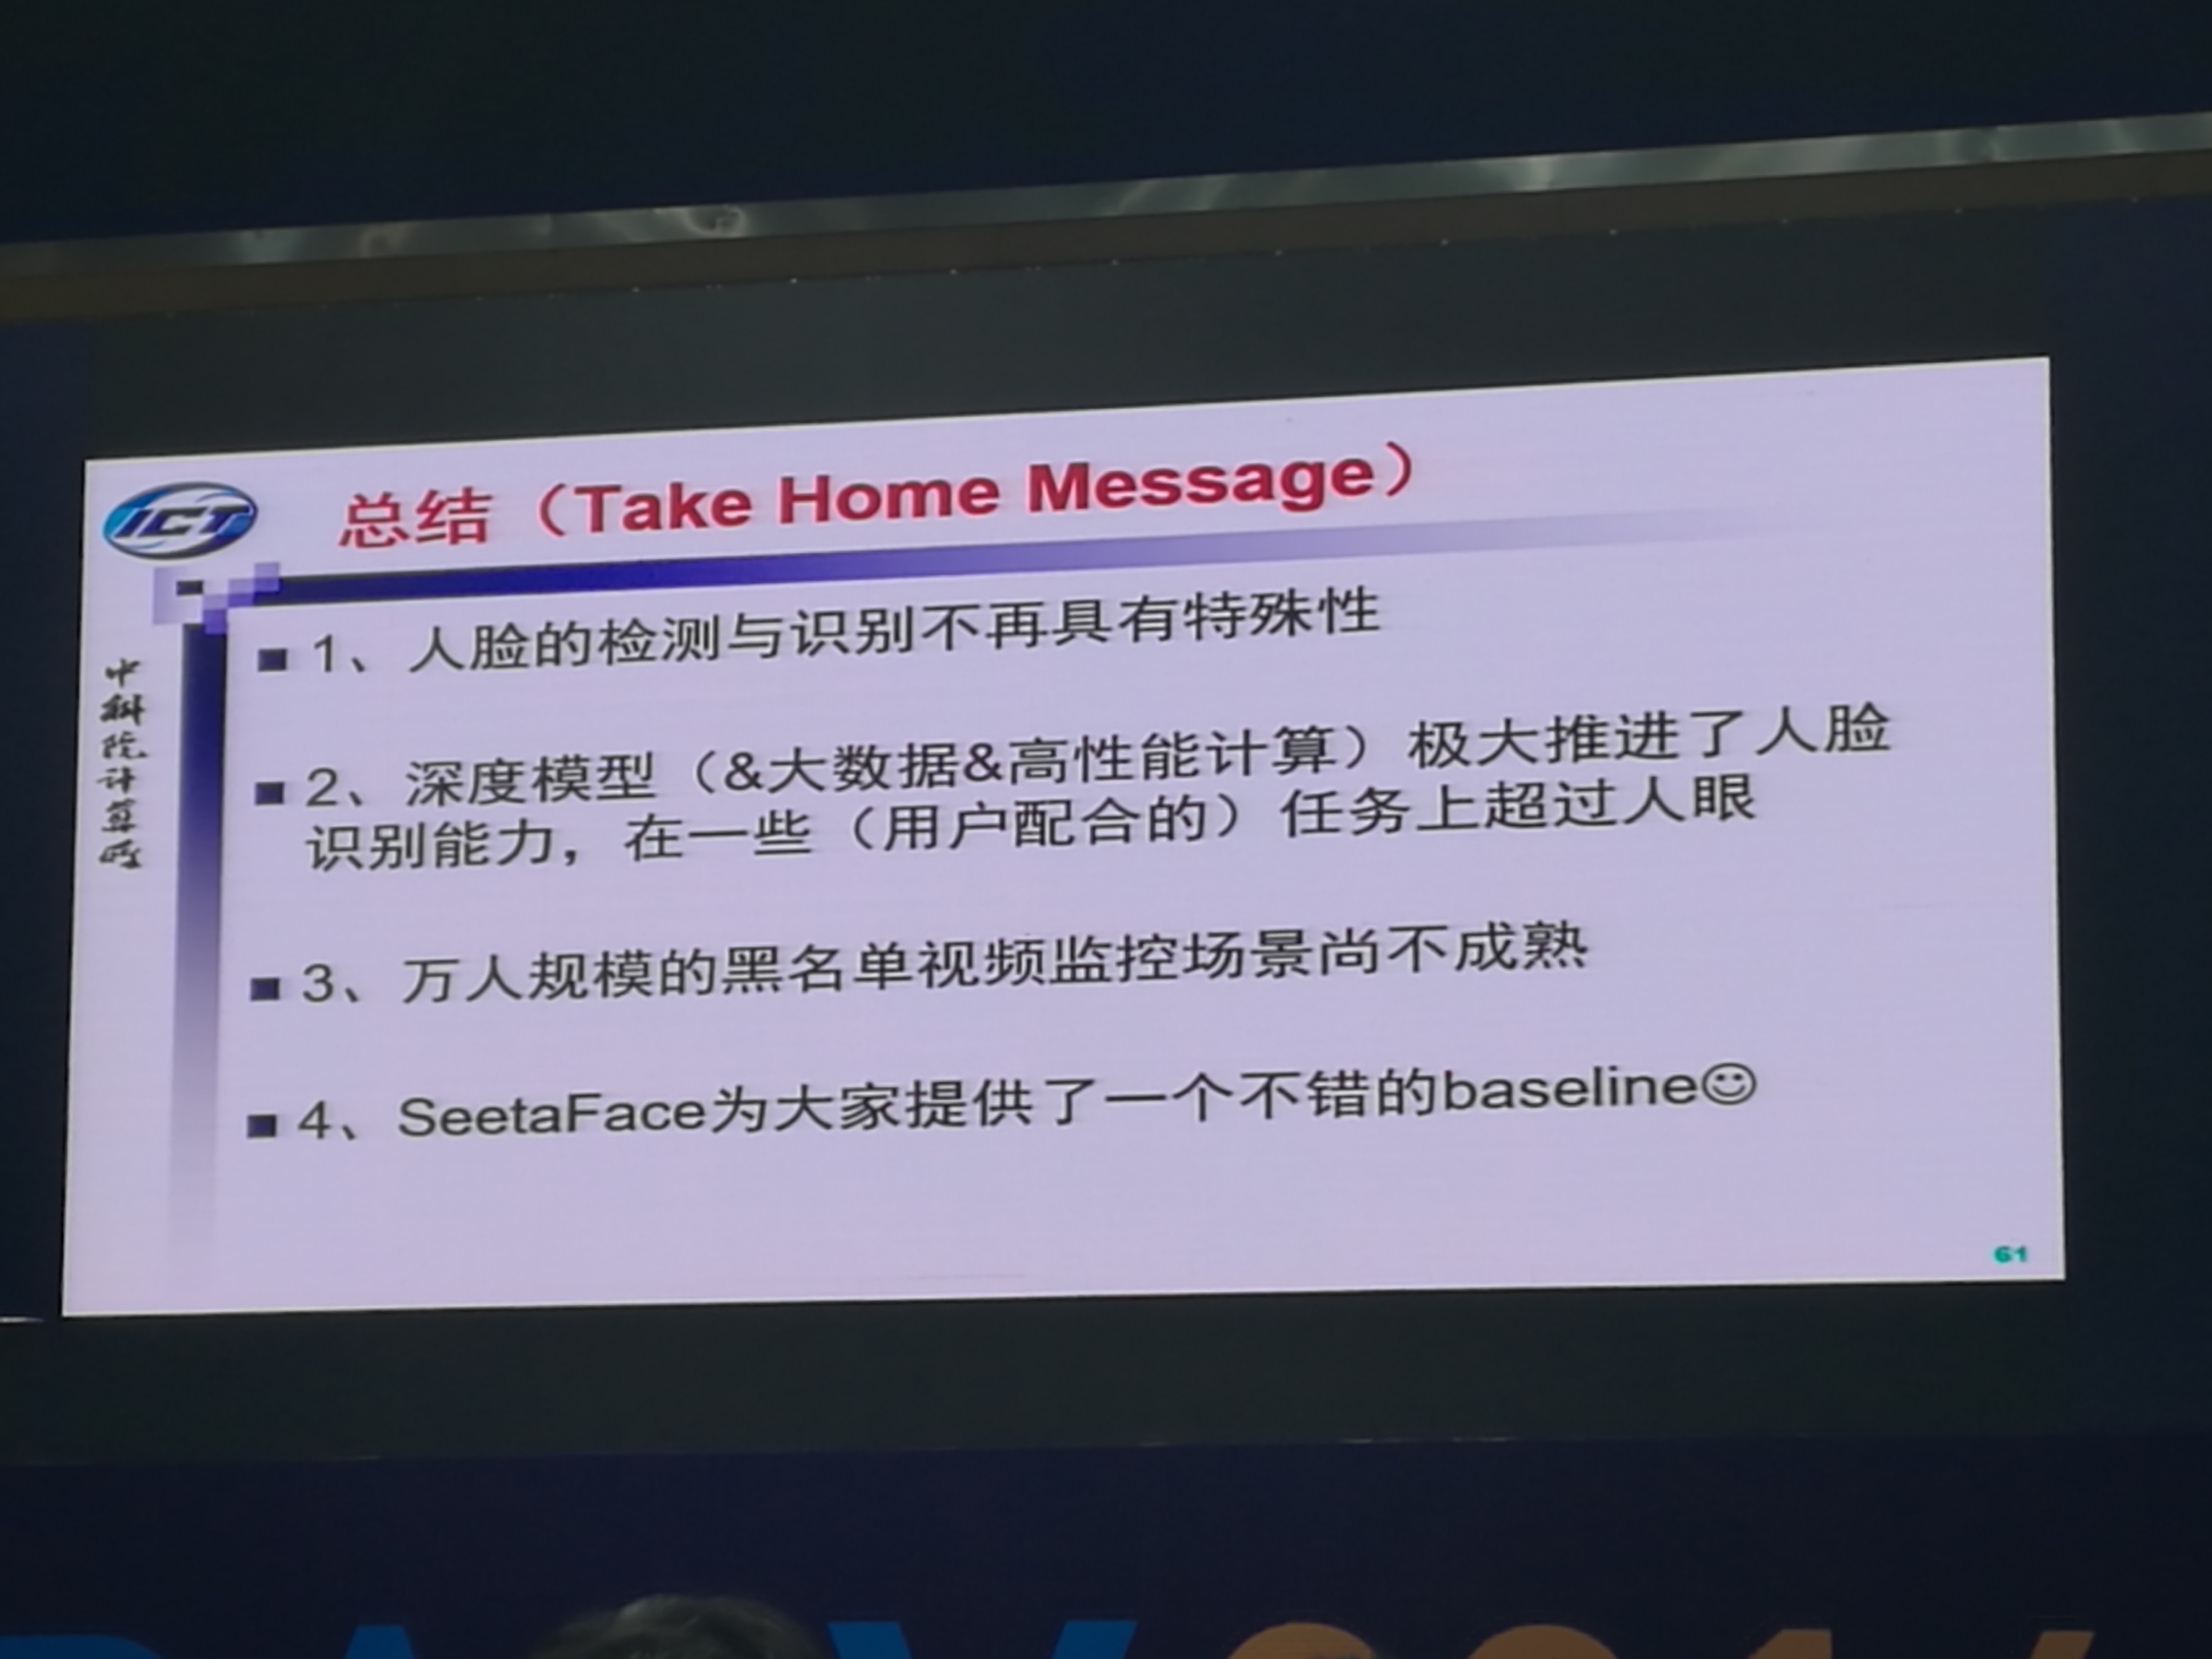 ICT
总结（Take Home Message）
中科院计算所
■ 1、人脸的检测与识别不再具有特殊性
■ 2、深度模型（&大数据&高性能计算）极大推进了人脸
识别能力，在一些（用户配合的）任务上超过人眼
■ 3、万人规模的黑名单视频监控场景尚不成熟
■ 4、SeetaFace为大家提供了一个不错的baseline☺
61